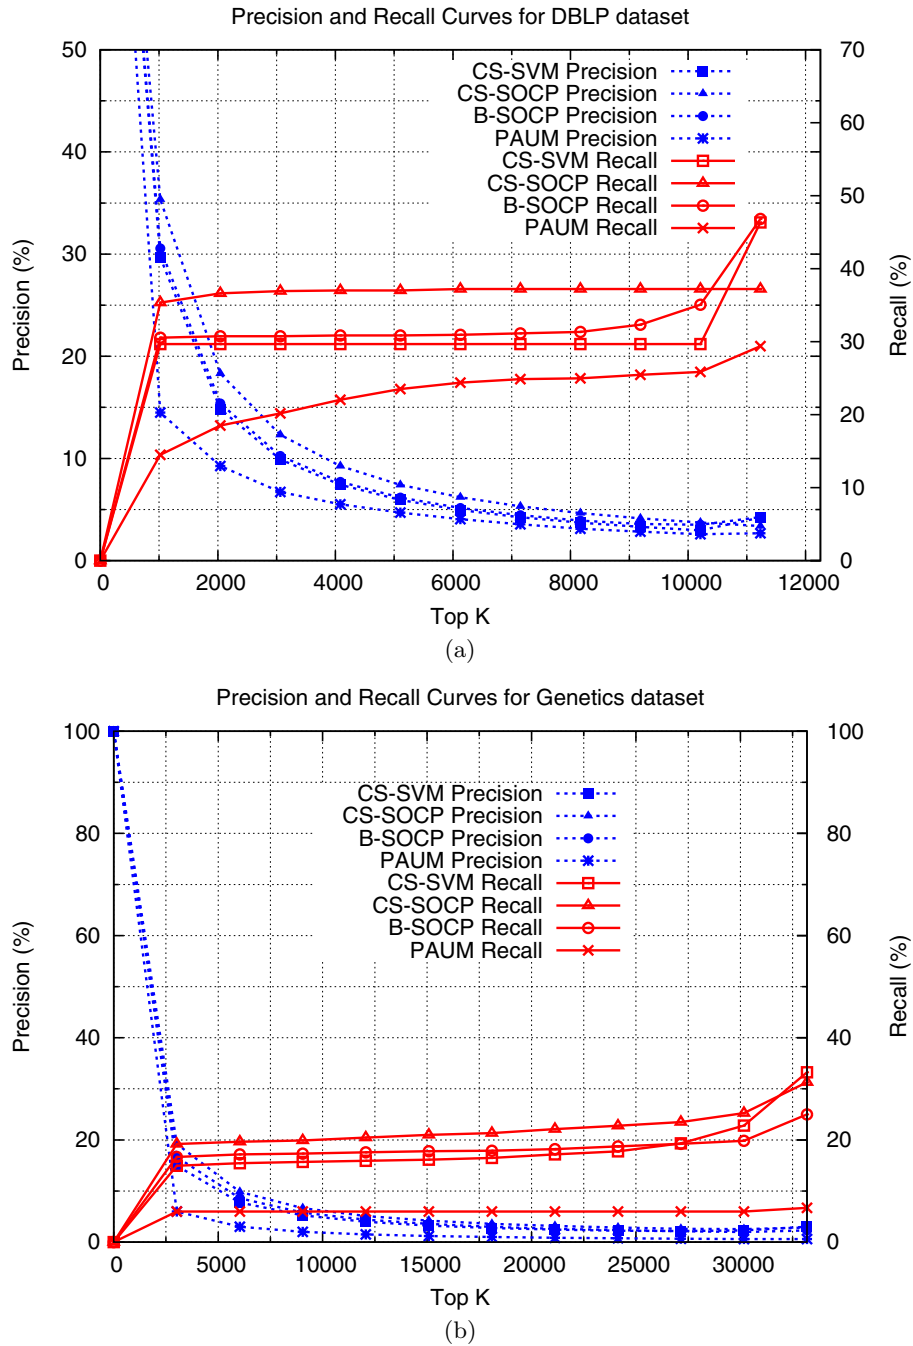 Precision and Recall Curves for DBLP dataset
50
40
30
20
10
0
Precision (%)
70
60
50
40
30
20
10
0
Recall (%)
CS-SVM Precision
CS-SOCP Precision
B-SOCP Precision
PAUM Precision
CS-SVM Recall
CS-SOCP Recall
B-SOCP Recall
PAUM Recall
0 2000 4000 6000 8000 10000 12000
Top K
(a)
Precision and Recall Curves for Genetics dataset
100
80
60
40
20
0
Precision (%)
100
80
60
40
20
0
Recall (%)
CS-SVM Precision
CS-SOCP Precision
B-SOCP Precision
PAUM Precision
CS-SVM Recall
CS-SOCP Recall
B-SOCP Recall
PAUM Recall
0 5000 10000 15000 20000 25000 30000
Top K
(b)